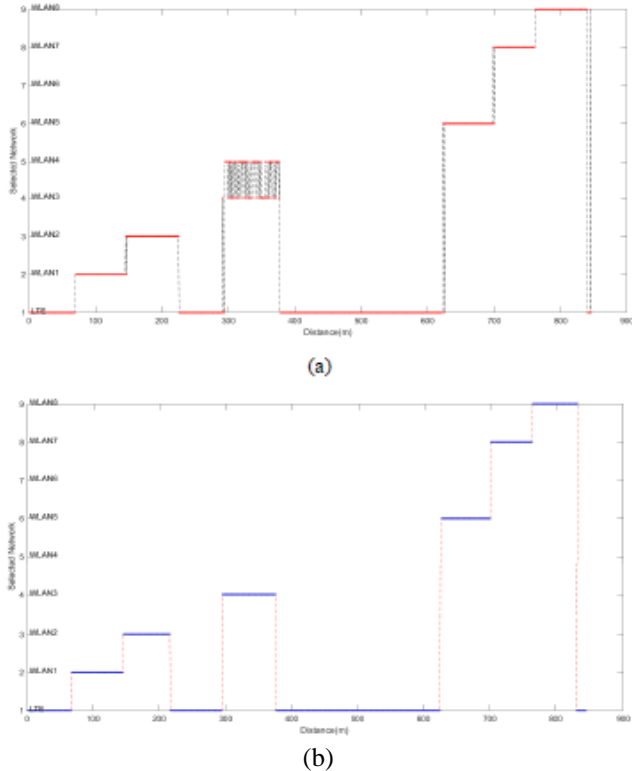 9 WLAN8
8 WLAN7
7 WLAN6
6 WLAN5
5 WLAN4
4 WLAN3
3 WLAN2
2 WLAN1
1 LTE
Selected Network
0 100 200 300 400 500 600 700 800 900
Distance(m)
(a)
9 WLAN8
8 WLAN7
7 WLAN6
6 WLAN5
5 WLAN4
4 WLAN3
3 WLAN2
2 WLAN1
1 LTE
Selected Network
0 100 200 300 400 500 600 700 800 900
Distance(m)
(b)